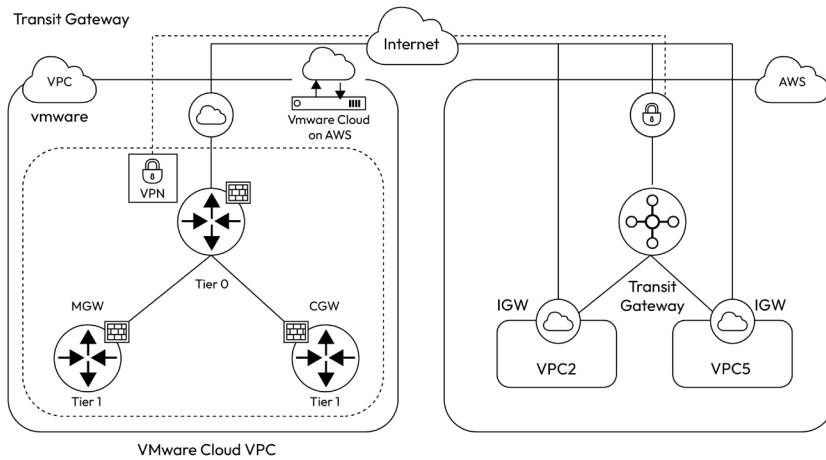 Transit Gateway
Internet
VPC
vmware
Vmware Cloud
on AWS
AWS
VPN
Tier 0
MGW
CGW
Tier 1
Tier 1
Transit
Gateway
IGW
IGW
VPC2
VPC5
VMware Cloud VPC